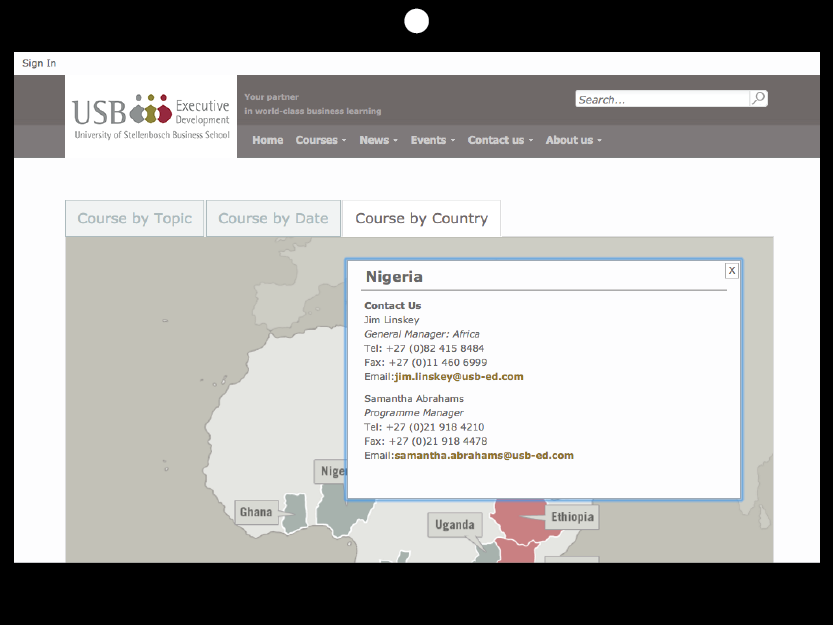 Sign In
USB Executive Development
University of Stellenbosch Business School
Your partner
in world-class business learning
Search...
Home Courses News Events Contact us About us
Course by Topic Course by Date Course by Country
Nigeria
X
Contact Us
Jim Linskey
General Manager: Africa
Tel: +27 (0)82 415 8484
Fax: +27 (0)11 460 6999
Email:jim.linskey@usb-ed.com
Samantha Abrahams
Programme Manager
Tel: +27 (0)21 918 4210
Fax: +27 (0)21 918 4478
Email:samantha.abrahams@usb-ed.com
Ghana
Uganda
Ethiopia